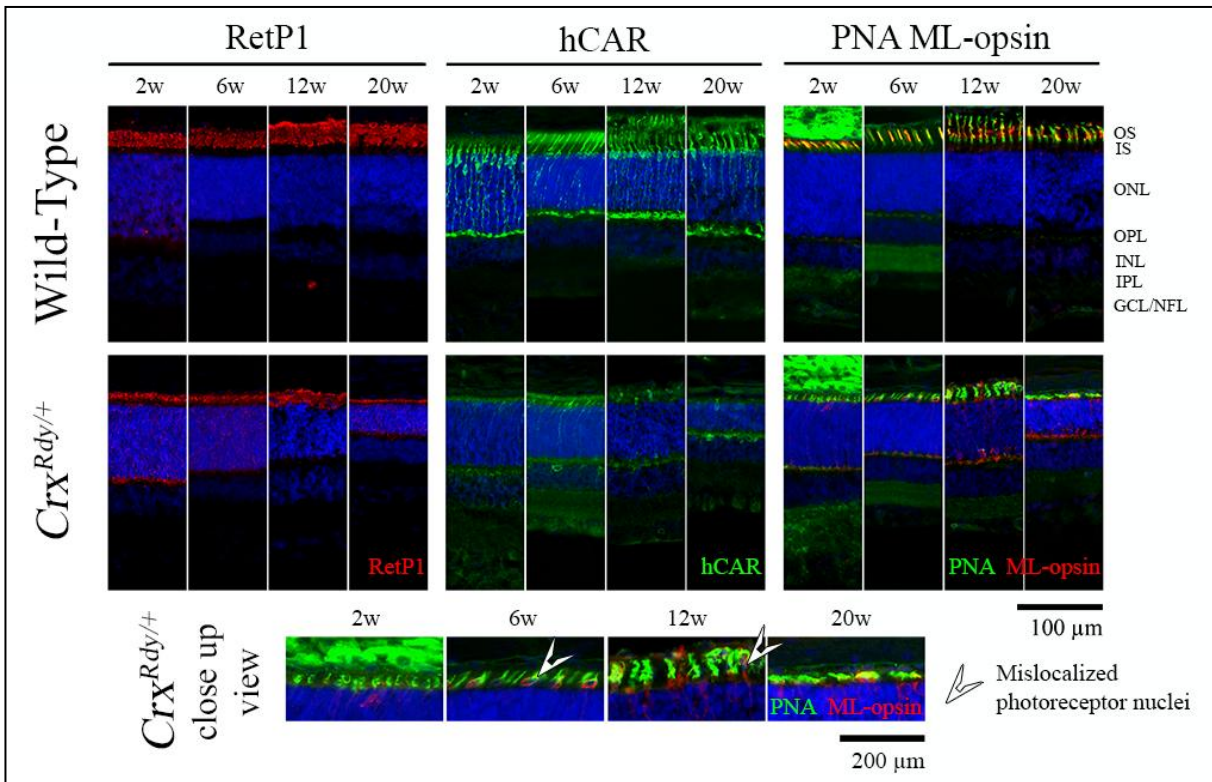 RetP1 hCAR PNA ML-opsin
2w 6w 12w 20w 2w 6w 12w 20w 2w 6w 12w 20w
Wild-Type
OS
IS
ONL
OPL
INL
IPL
GCL/NFL
Crx^Rdy/+
RetP1 hCAR PNA ML-opsin
100 µm
Crx^Rdy/+
close up
view
2w 6w 12w 20w
PNA ML-opsin
Mislocalized
photoreceptor nuclei
200 µm